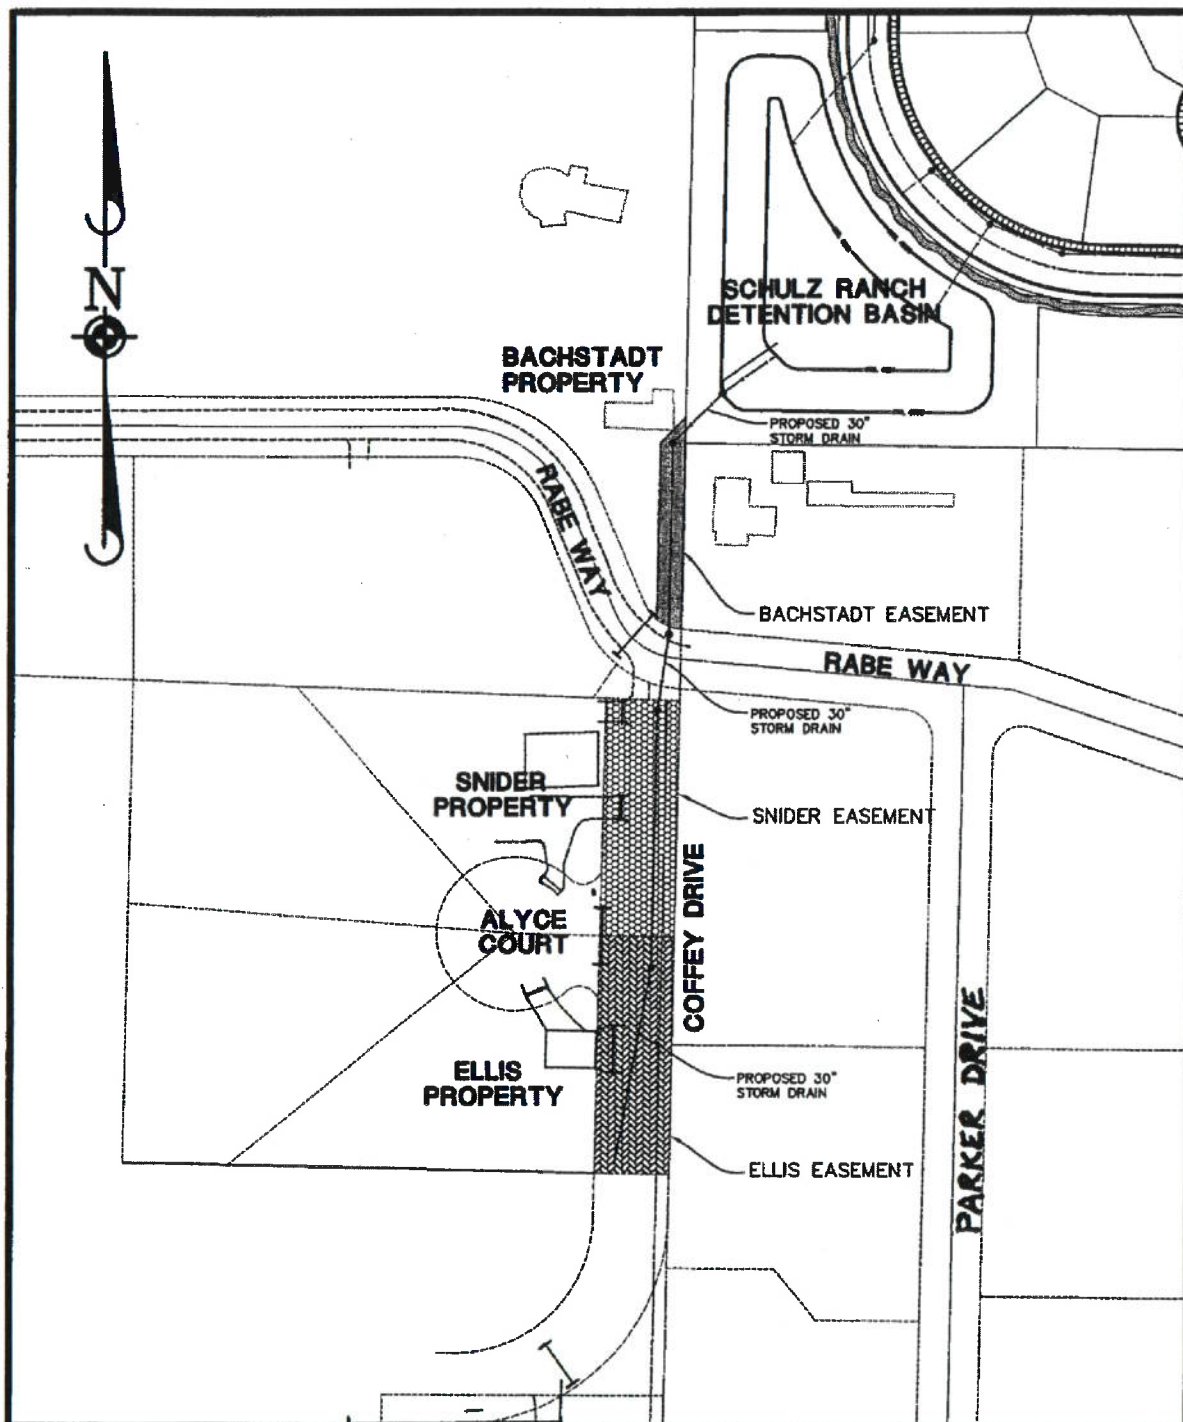 N
SCHULZ RANCH
DETENTION BASIN
BACHSTADT
PROPERTY
PROPOSED 30"
STORM DRAIN
RABE WAY
BACHSTADT EASEMENT
RABE WAY
PROPOSED 30"
STORM DRAIN
SNIDER
PROPERTY
SNIDER EASEMENT
COFFEY DRIVE
ALYCE
COURT
ELLIS
PROPERTY
PROPOSED 30"
STORM DRAIN
ELLIS EASEMENT
PARKER DRIVE